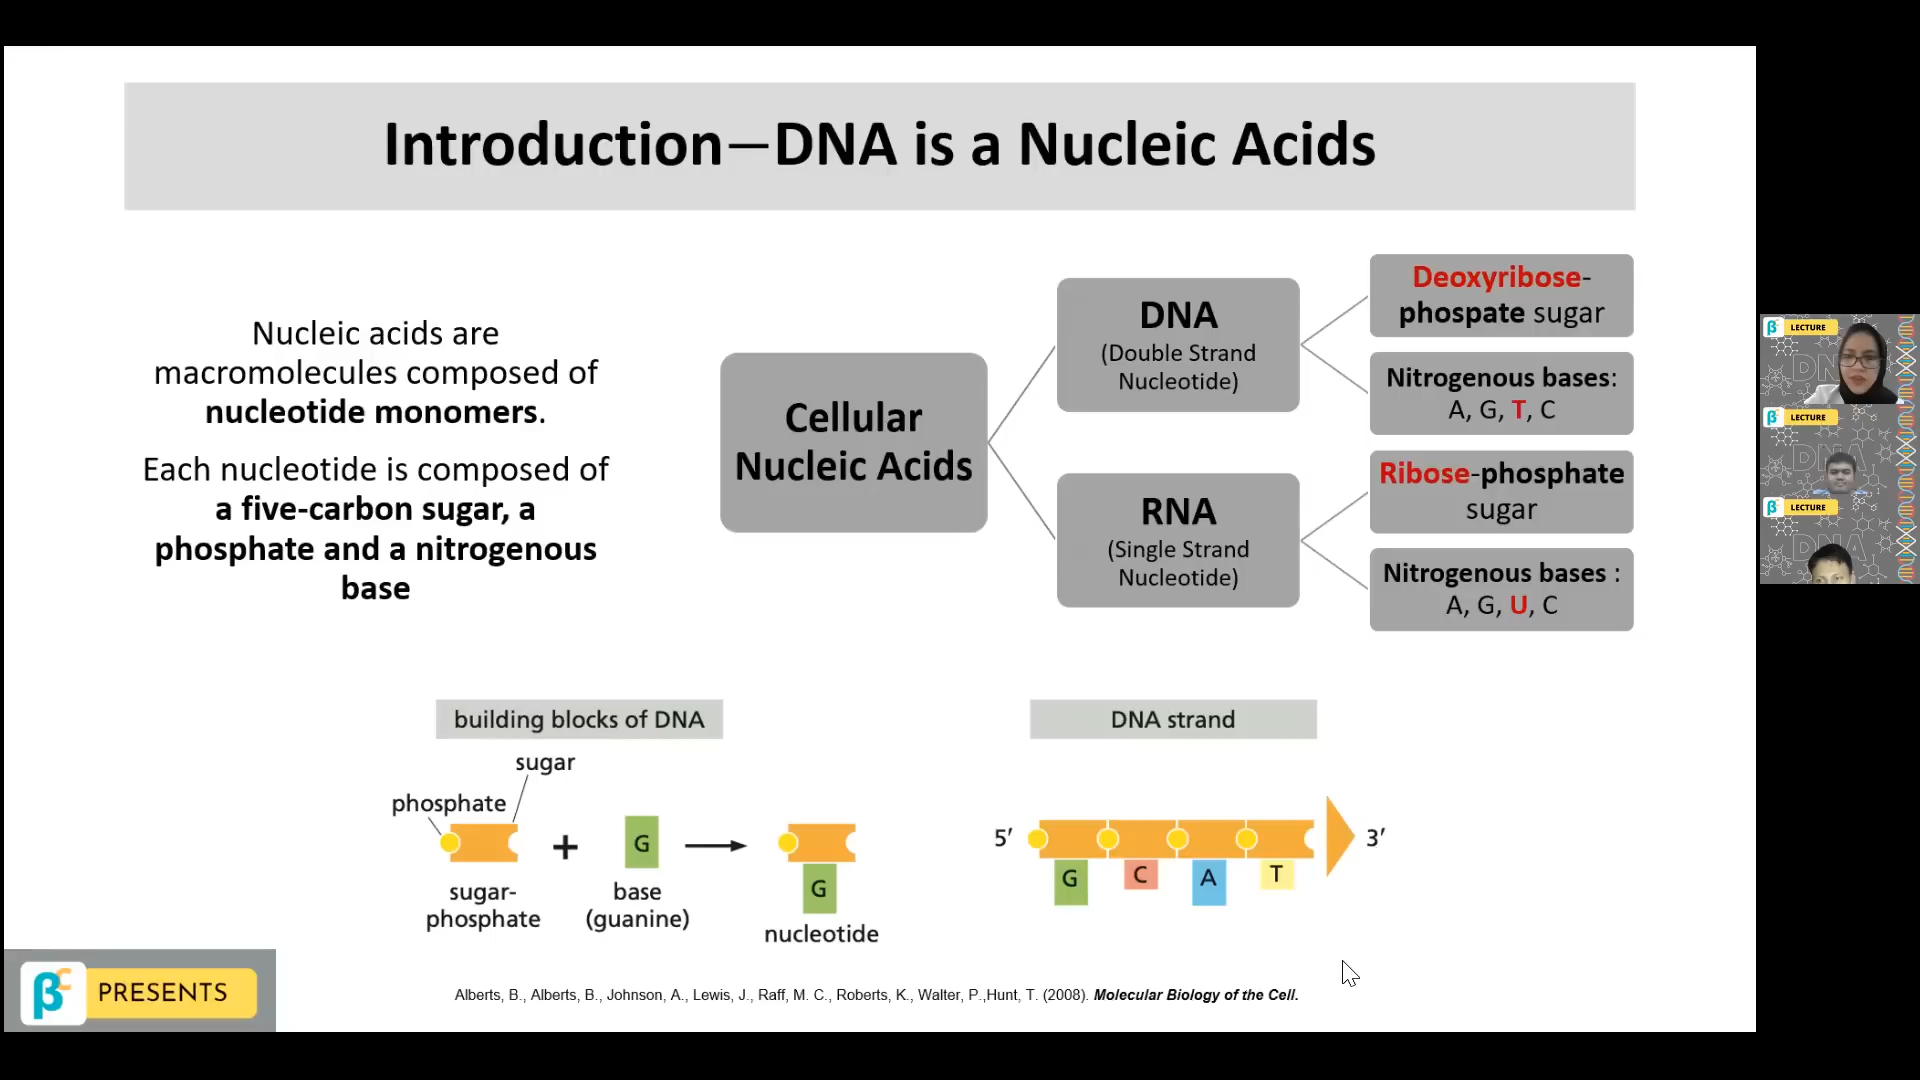 Introduction—DNA is a Nucleic Acids
Nucleic acids are
macromolecules composed of
nucleotide monomers.
Each nucleotide is composed of
a five-carbon sugar, a
phosphate and a nitrogenous
base
Cellular
Nucleic Acids
DNA
(Double Strand
Nucleotide)
RNA
(Single Strand
Nucleotide)
Deoxyribose-
phospate sugar
Nitrogenous bases:
A, G, T, C
Ribose-phosphate
sugar
Nitrogenous bases :
A, G, U, C
building blocks of DNA
sugar
phosphate
+
G
G
sugar-
phosphate
base
(guanine)
nucleotide
DNA strand
5′
3′
G
C
A
T
βc PRESENTS
Alberts, B., Alberts, B., Johnson, A., Lewis, J., Raff, M. C., Roberts, K., Walter, P.,Hunt, T. (2008). Molecular Biology of the Cell.
β LECTURE
DN
β LECTURE
DNA
β LECTURE
DNA